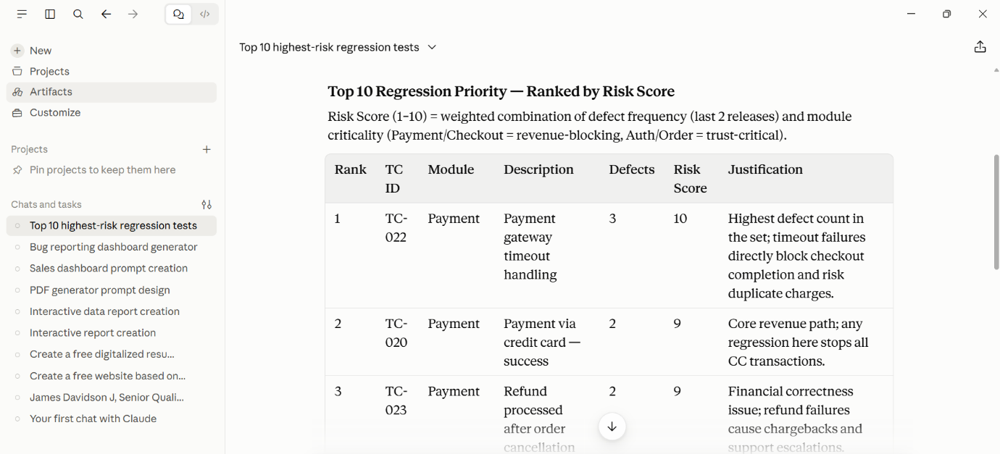 New
Projects
Artifacts
Customize
Projects
Pin projects to keep them here
Chats and tasks
Top 10 highest-risk regression tests
Bug reporting dashboard generator
Sales dashboard prompt creation
PDF generator prompt design
Interactive data report creation
Interactive report creation
Create a free digitalized resu...
Create a free website based on...
James Davidson J, Senior Quali...
Your first chat with Claude
Top 10 highest-risk regression tests
Top 10 Regression Priority — Ranked by Risk Score
Risk Score (1–10) = weighted combination of defect frequency (last 2 releases) and module
criticality (Payment/Checkout = revenue-blocking, Auth/Order = trust-critical).
Rank TC ID Module Description Defects Risk Score Justification
1 TC-022 Payment Payment gateway timeout handling 3 10 Highest defect count in the set; timeout failures directly block checkout completion and risk duplicate charges.
2 TC-020 Payment Payment via credit card — success 2 9 Core revenue path; any regression here stops all CC transactions.
3 TC-023 Payment Refund processed after order cancellation 2 9 Financial correctness issue; refund failures cause chargebacks and support escalations.